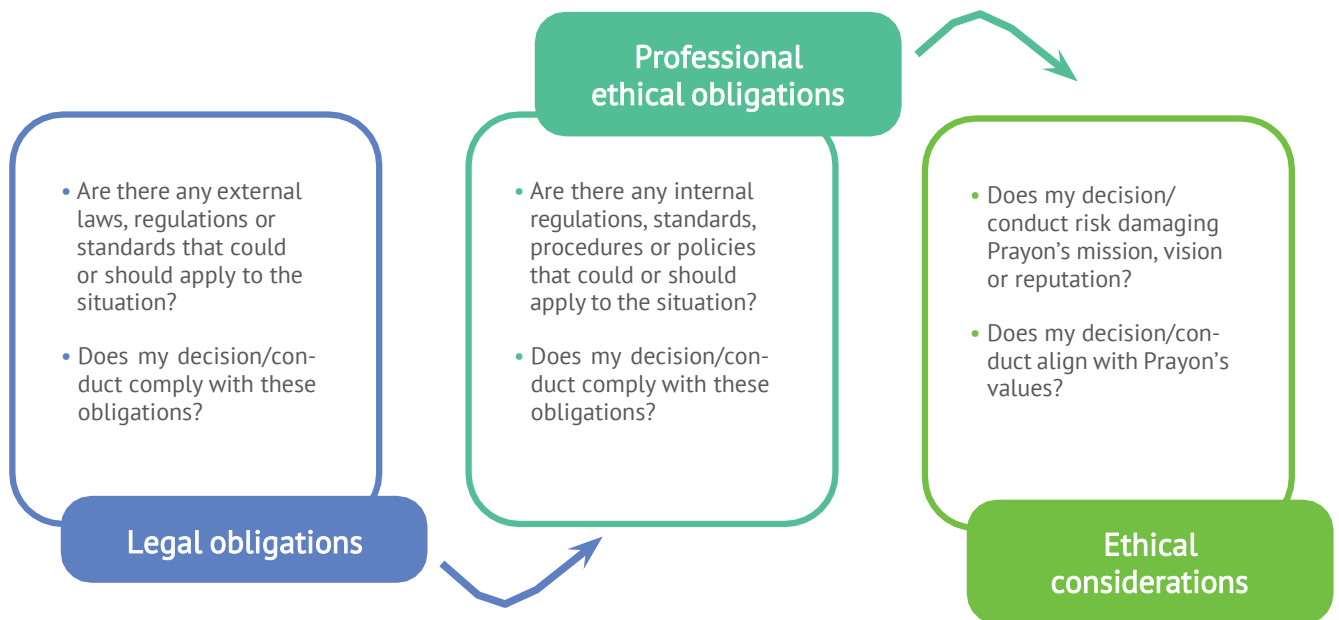 • Are there any external
laws, regulations or
standards that could
or should apply to the
situation?
• Does my decision/con-
duct comply with these
obligations?
Legal obligations
Professional
ethical obligations
• Are there any internal
regulations, standards,
procedures or policies
that could or should
apply to the situation?
• Does my decision/con-
duct comply with these
obligations?
• Does my decision/
conduct risk damaging
Prayon’s mission, vision
or reputation?
• Does my decision/con-
duct align with Prayon’s
values?
Ethical
considerations